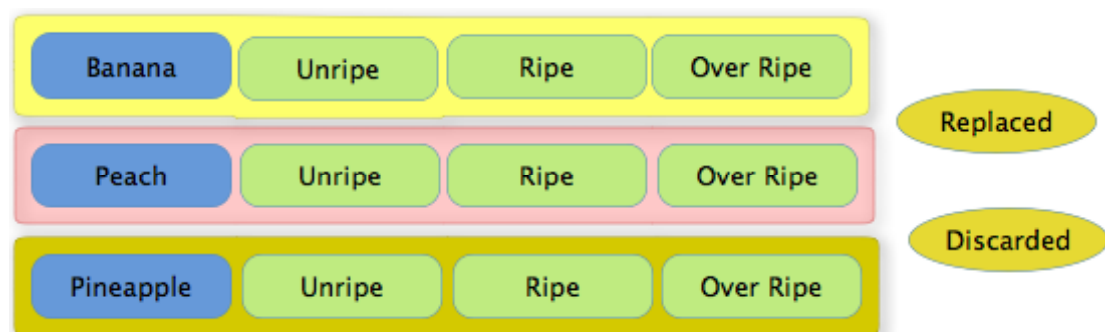 Banana Unripe Ripe Over Ripe
Replaced
Peach Unripe Ripe Over Ripe
Discarded
Pineapple Unripe Ripe Over Ripe